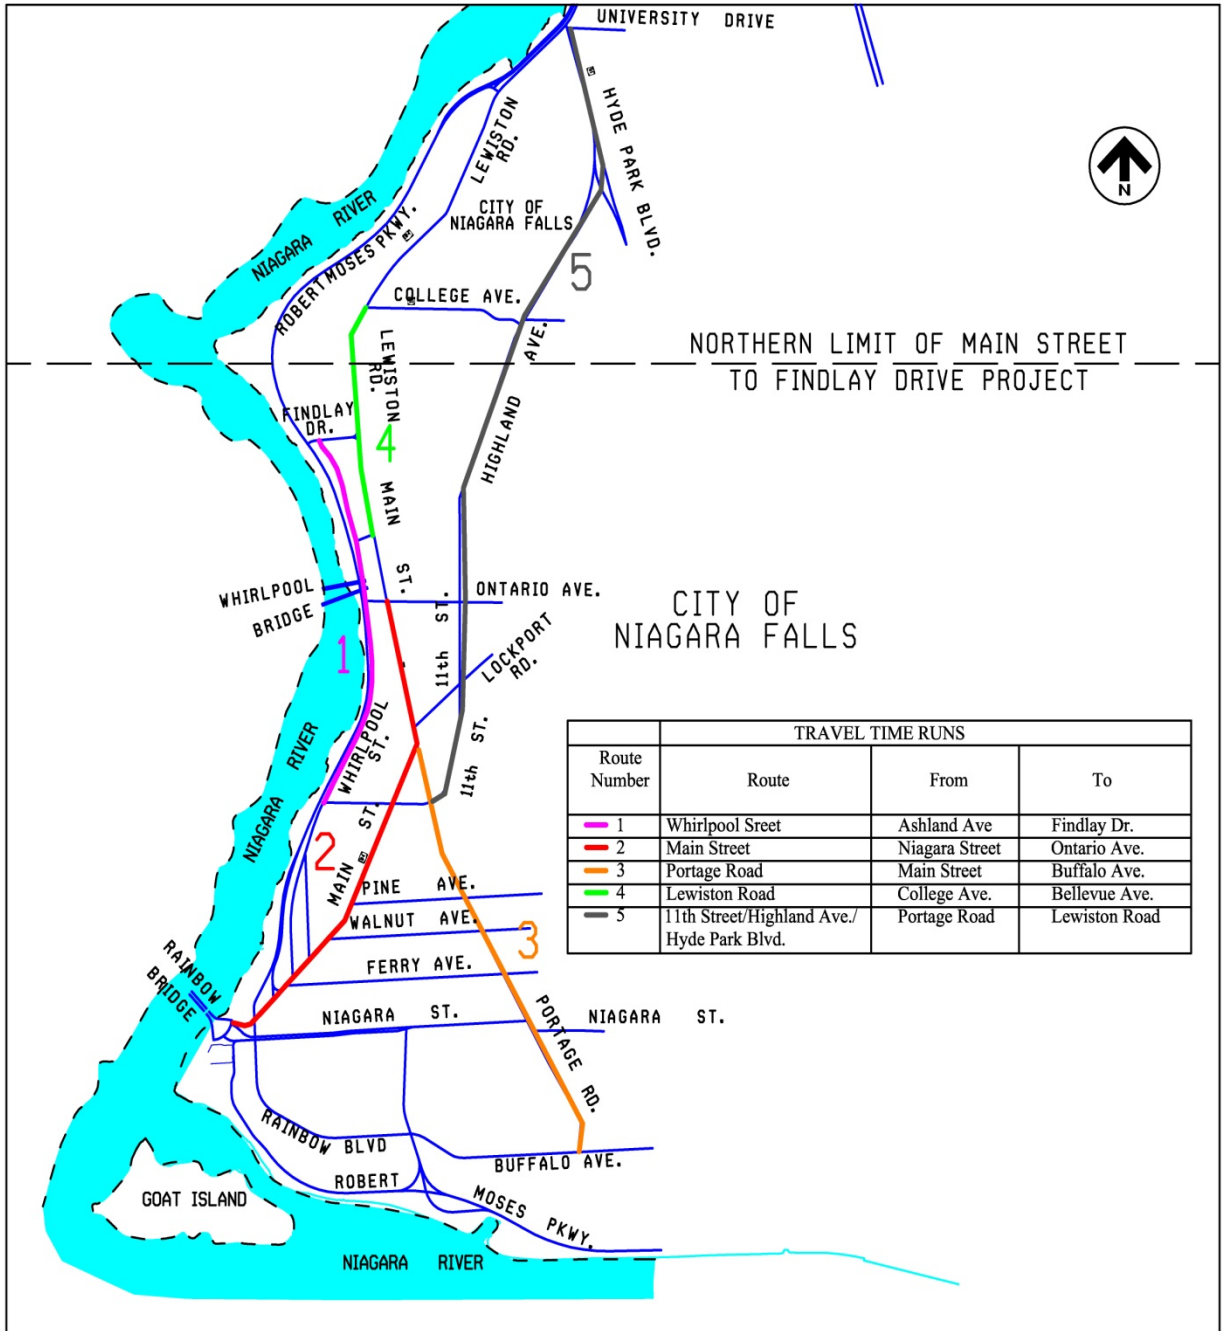 UNIVERSITY DRIVE
HYDE PARK BLVD.
LEWISTON
RD.
N
CITY OF
NIAGARA FALLS
NIAGARA RIVER
ROBERT MOSES PKWY.
5
COLLEGE AVE.
LEWISTON
RD.
HIGHLAND AVE.
NORTHERN LIMIT OF MAIN STREET
TO FINDLAY DRIVE PROJECT
FINDLAY
DR.
4
MAIN ST.
WHIRLPOOL
BRIDGE
ONTARIO AVE.
11th ST.
CITY OF
NIAGARA FALLS
LOCKPORT
RD.
1
NIAGARA RIVER
WHIRLPOOL
ST.
11th ST.
TRAVEL TIME RUNS
Route
Number Route From To
1 Whirlpool Sreet Ashland Ave Findlay Dr.
2 Main Street Niagara Street Ontario Ave.
3 Portage Road Main Street Buffalo Ave.
4 Lewiston Road College Ave. Bellevue Ave.
5 11th Street/Highland Ave./ Portage Road Lewiston Road
Hyde Park Blvd.
2
MAIN ST.
PINE AVE.
WALNUT AVE.
3
FERRY AVE.
RAINBOW
BRIDGE
NIAGARA ST.
NIAGARA ST.
PORTAGE RD.
RAINBOW BLVD
BUFFALO AVE.
ROBERT MOSES PKWY.
GOAT ISLAND
NIAGARA RIVER